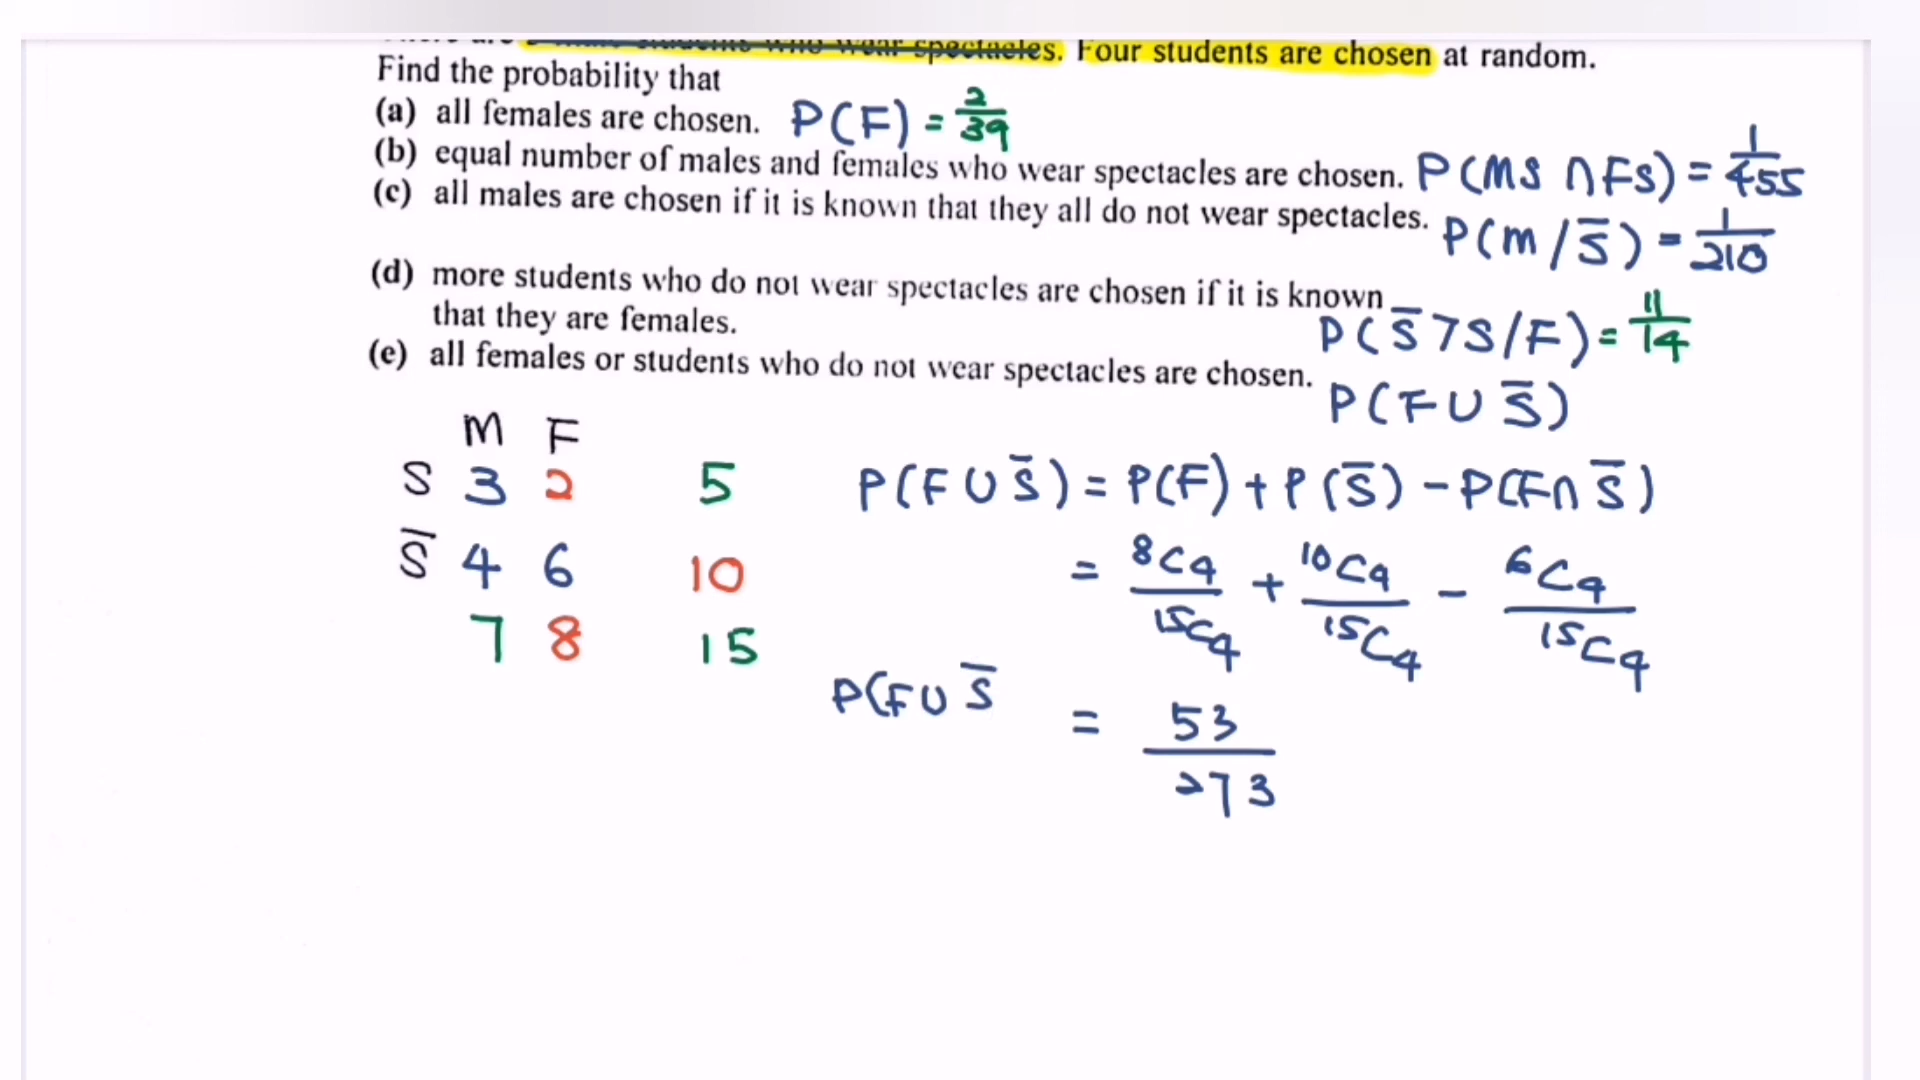 spectacles. Four students are chosen at random.
Find the probability that
(a) all females are chosen. P(F) = 2/39
(b) equal number of males and females who wear spectacles are chosen. P(MS ∩ FS) = 1/455
(c) all males are chosen if it is known that they all do not wear spectacles. P(M/S̅) = 1/210
(d) more students who do not wear spectacles are chosen if it is known
that they are females. P(S̅ > S/F) = 11/14
(e) all females or students who do not wear spectacles are chosen. P(F ∪ S̅)
M F
S 3 2 5 P(F ∪ S̅) = P(F) + P(S̅) - P(F ∩ S̅)
S̅ 4 6 10 = ⁸C₄/¹⁵C₄ + ¹⁰C₄/¹⁵C₄ - ⁶C₄/¹⁵C₄
7 8 15
P(F ∪ S̅ = 53/273